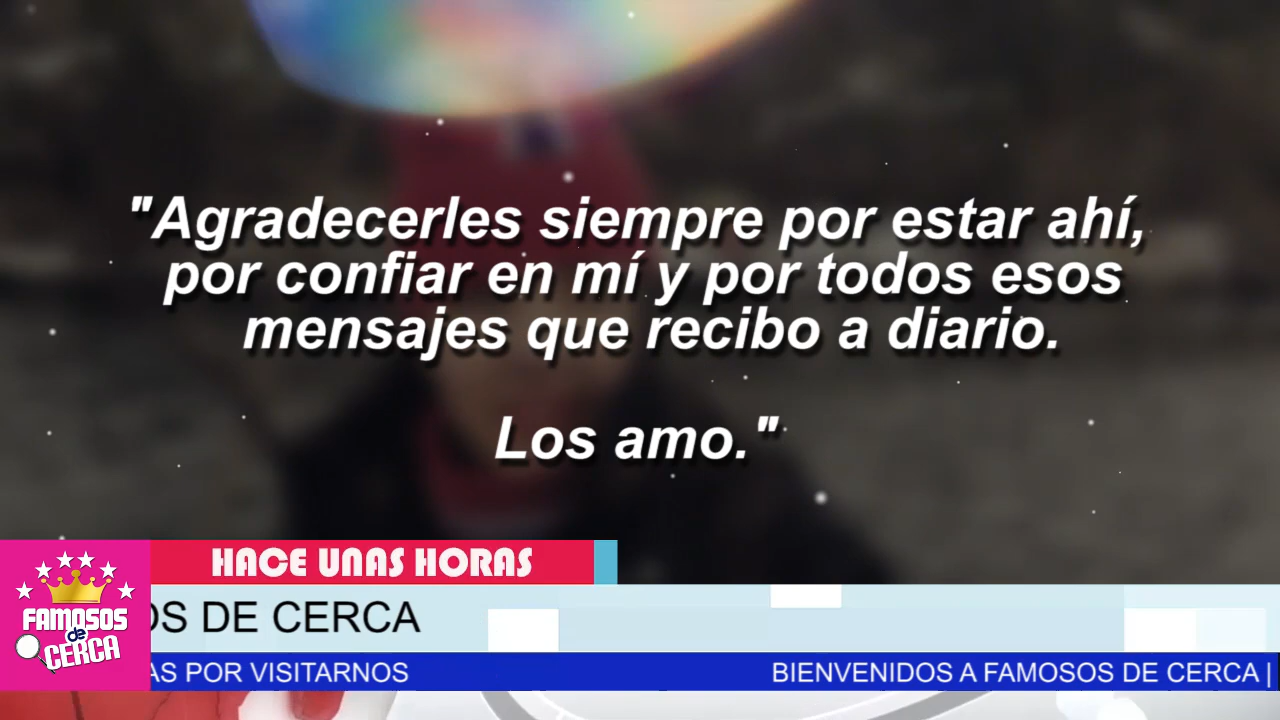 "Agradecerles siempre por estar ahí,
por confiar en mí y por todos esos
mensajes que recibo a diario.
Los amo."
HACE UNAS HORAS
OS DE CERCA
FAMOSOS
de
CERCA
AS POR VISITARNOS
BIENVENIDOS A FAMOSOS DE CERCA |